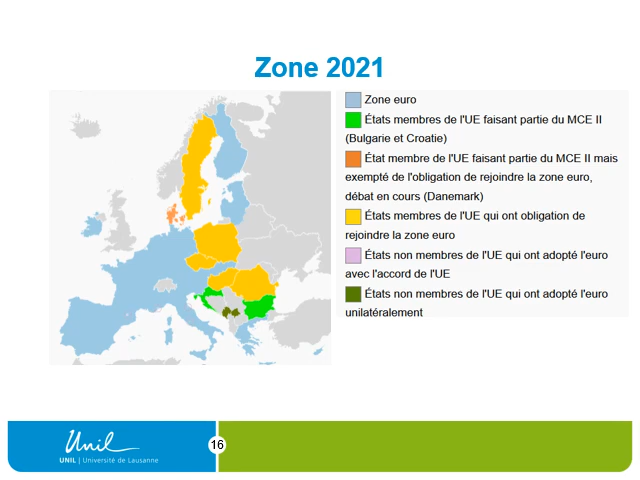 Zone 2021
Zone euro
États membres de l'UE faisant partie du MCE II
(Bulgarie et Croatie)
État membre de l'UE faisant partie du MCE II mais
exempté de l'obligation de rejoindre la zone euro,
débat en cours (Danemark)
États membres de l'UE qui ont obligation de
rejoindre la zone euro
États non membres de l'UE qui ont adopté l'euro
avec l'accord de l'UE
États non membres de l'UE qui ont adopté l'euro
unilatéralement
Unil
UNIL | Université de Lausanne
16